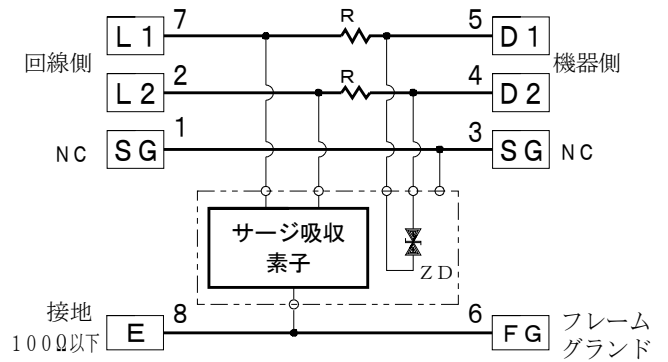 7 R 5
L1 D1
回線側 機器側
2 R 4
L2 D2
1 3
NC SG SG NC
サージ吸収
素子
ZD
接地 8 6 フレーム
100Ω以下 E FG グランド